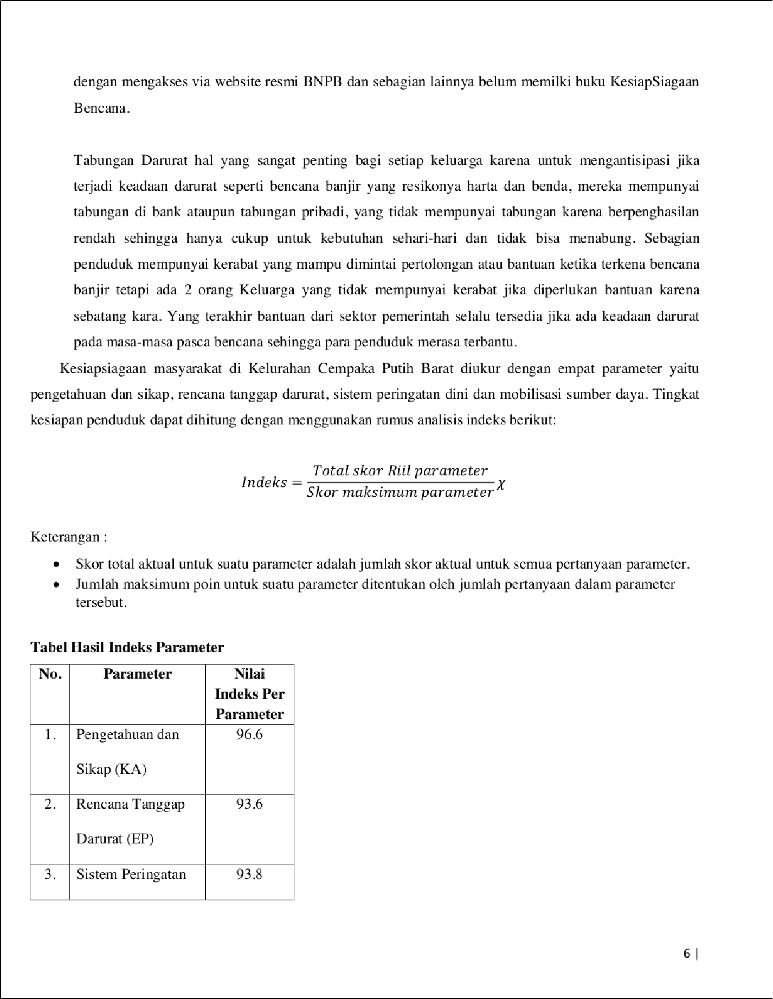 dengan mengakses via website resmi BNPB dan sebagian lainnya belum memilki buku KesiapSiagaan
Bencana.
Tabungan Darurat hal yang sangat penting bagi setiap keluarga karena untuk mengantisipasi jika
terjadi keadaan darurat seperti bencana banjir yang resikonya harta dan benda, mereka mempunyai
tabungan di bank ataupun tabungan pribadi, yang tidak mempunyai tabungan karena berpenghasilan
rendah sehingga hanya cukup untuk kebutuhan sehari-hari dan tidak bisa menabung. Sebagian
penduduk mempunyai kerabat yang mampu dimintai pertolongan atau bantuan ketika terkena bencana
banjir tetapi ada 2 orang Keluarga yang tidak mempunyai kerabat jika diperlukan bantuan karena
sebatang kara. Yang terakhir bantuan dari sektor pemerintah selalu tersedia jika ada keadaan darurat
pada masa-masa pasca bencana sehingga para penduduk merasa terbantu.
Kesiapsiagaan masyarakat di Kelurahan Cempaka Putih Barat diukur dengan empat parameter yaitu
pengetahuan dan sikap, rencana tanggap darurat, sistem peringatan dini dan mobilisasi sumber daya. Tingkat
kesiapan penduduk dapat dihitung dengan menggunakan rumus analisis indeks berikut:
Total skor Riil parameter
Indeks = χ
Skor maksimum parameter
Keterangan :
• Skor total aktual untuk suatu parameter adalah jumlah skor aktual untuk semua pertanyaan parameter.
• Jumlah maksimum poin untuk suatu parameter ditentukan oleh jumlah pertanyaan dalam parameter
tersebut.
Tabel Hasil Indeks Parameter
No. Parameter Nilai
Indeks Per
Parameter
1. Pengetahuan dan 96.6
Sikap (KA)
2. Rencana Tanggap 93.6
Darurat (EP)
3. Sistem Peringatan 93.8
6 |